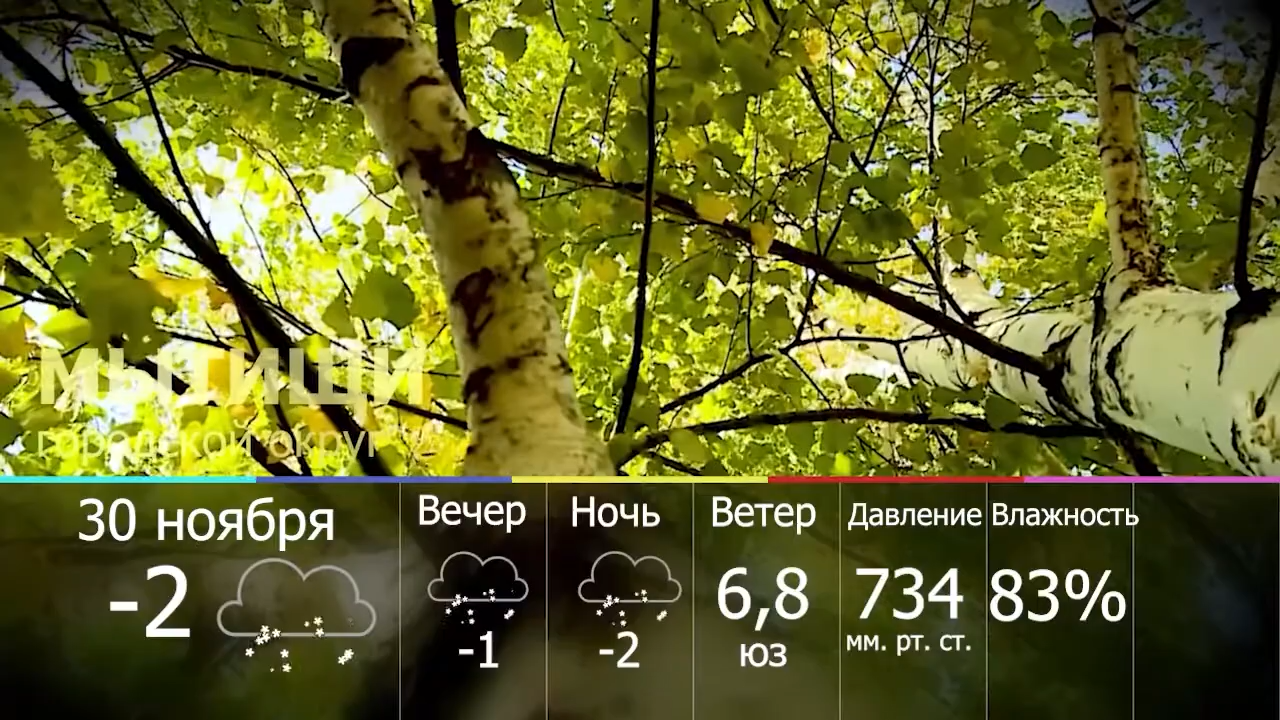 МЫТИЩИ
городской округ
30 ноября
-2
Вечер
-1
Ночь
-2
Ветер
6,8
юз
Давление
734
мм. рт. ст.
Влажность
83%